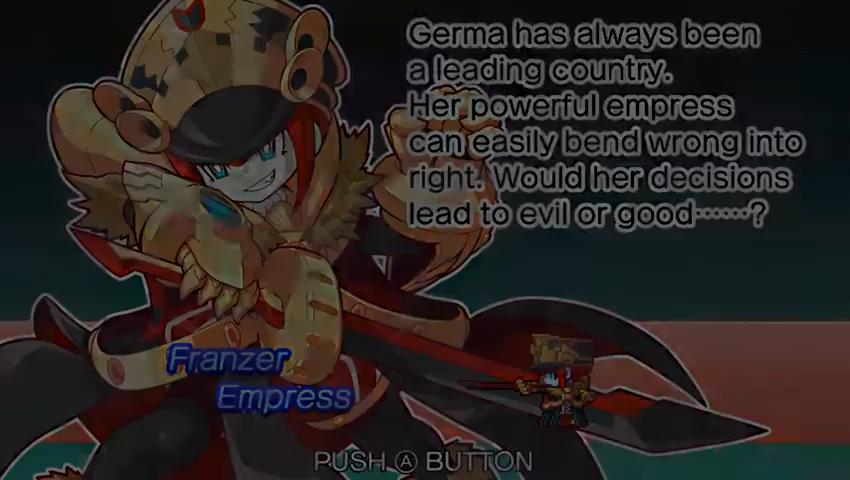 Germa has always been
a leading country.
Her powerful empress
can easily bend wrong into
right. Would her decisions
lead to evil or good……?
Franzer
Empress
PUSH Ⓐ BUTTON